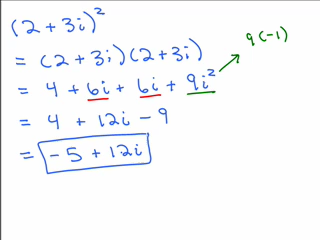 (2 + 3i)²
= (2 + 3i)(2 + 3i)
= 4 + 6i + 6i + 9i²
9(-1)
= 4 + 12i - 9
= -5 + 12i